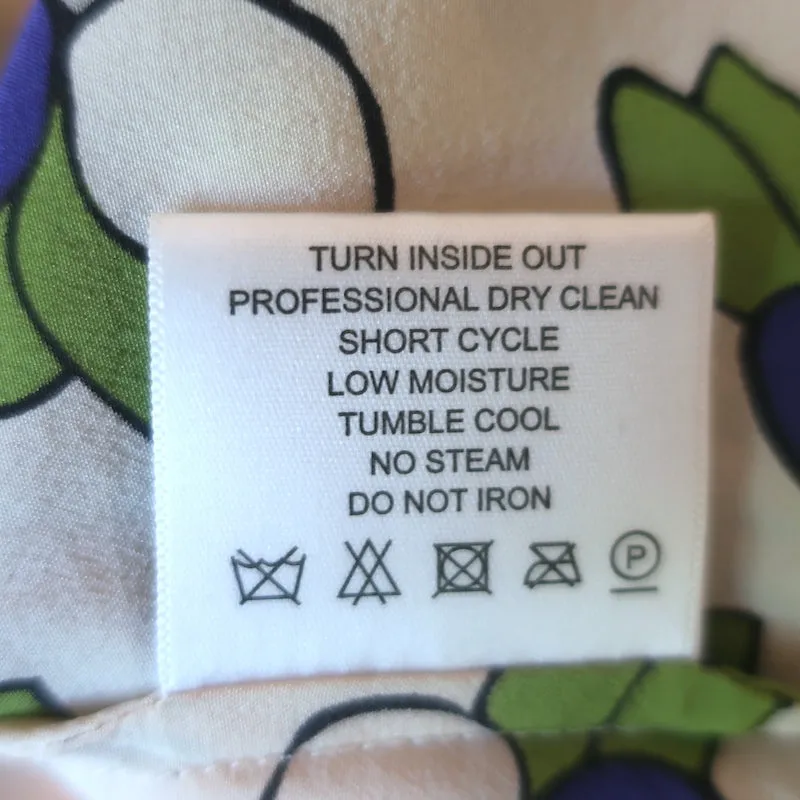 TURN INSIDE OUT
PROFESSIONAL DRY CLEAN
SHORT CYCLE
LOW MOISTURE
TUMBLE COOL
NO STEAM
DO NOT IRON
P